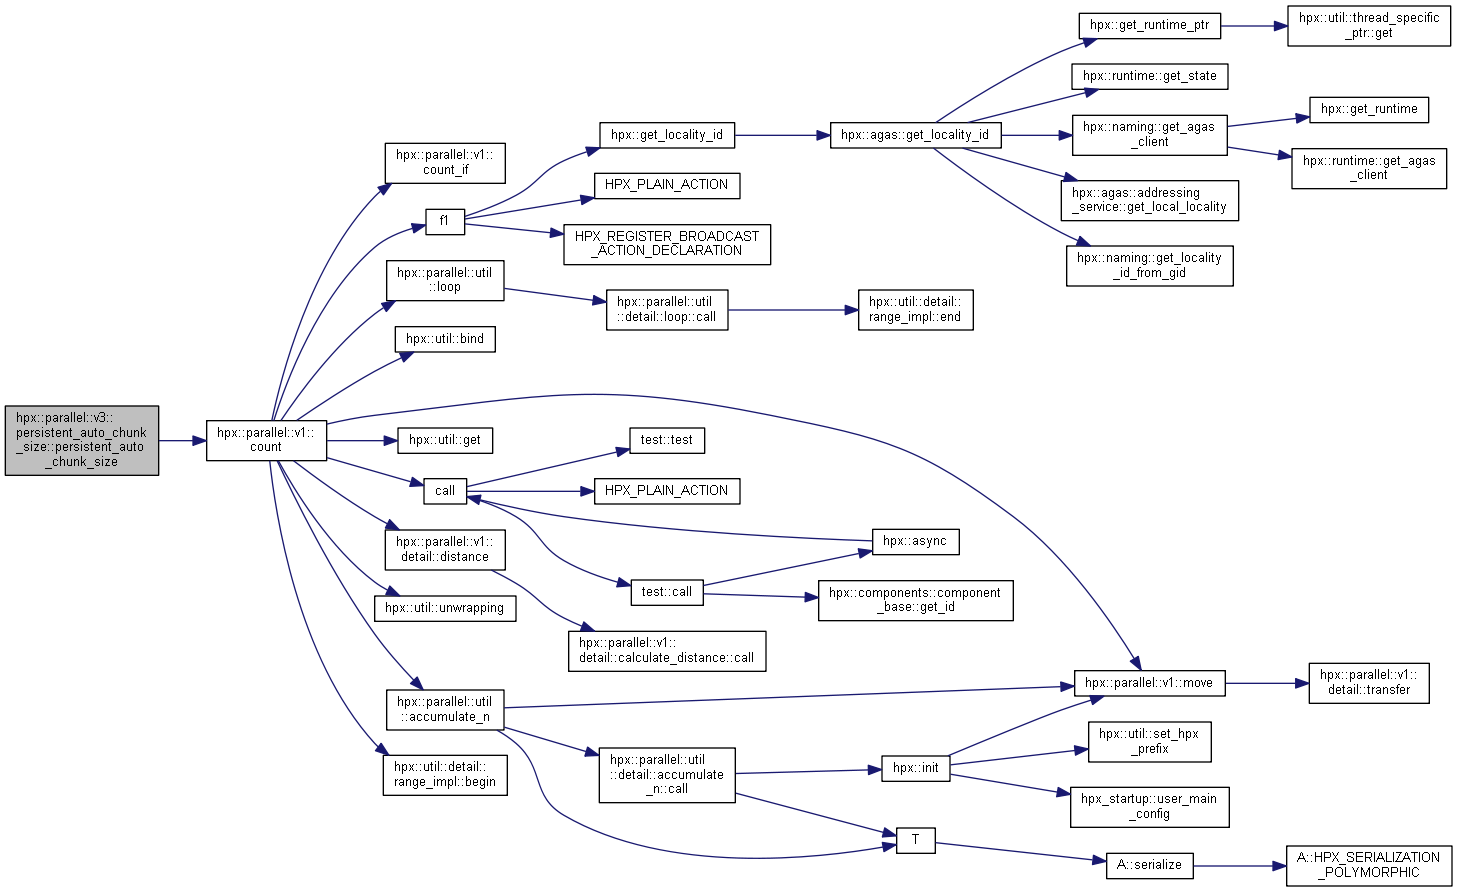 hpx::parallel::v3::
persistent_auto_chunk
_size::persistent_auto
_chunk_size
hpx::parallel::v1::
count
hpx::parallel::v1::
count_if
f1
hpx::get_locality_id
HPX_PLAIN_ACTION
HPX_REGISTER_BROADCAST
_ACTION_DECLARATION
hpx::agas::get_locality_id
hpx::get_runtime_ptr
hpx::util::thread_specific
_ptr::get
hpx::runtime::get_state
hpx::naming::get_agas
_client
hpx::get_runtime
hpx::runtime::get_agas
_client
hpx::agas::addressing
_service::get_local_locality
hpx::naming::get_locality
_id_from_gid
hpx::parallel::util
::loop
hpx::parallel::util
::detail::loop::call
hpx::util::detail::
range_impl::end
hpx::util::bind
hpx::util::get
call
test::test
HPX_PLAIN_ACTION
test::call
hpx::async
hpx::components::component
_base::get_id
hpx::parallel::v1::
detail::distance
hpx::parallel::v1::
detail::calculate_distance::call
hpx::util::unwrapping
hpx::parallel::util
::accumulate_n
hpx::parallel::util
::detail::accumulate
_n::call
hpx::init
hpx::parallel::v1::move
hpx::parallel::v1::
detail::transfer
hpx::util::set_hpx
_prefix
hpx_startup::user_main
_config
T
A::serialize
A::HPX_SERIALIZATION
_POLYMORPHIC
hpx::util::detail::
range_impl::begin